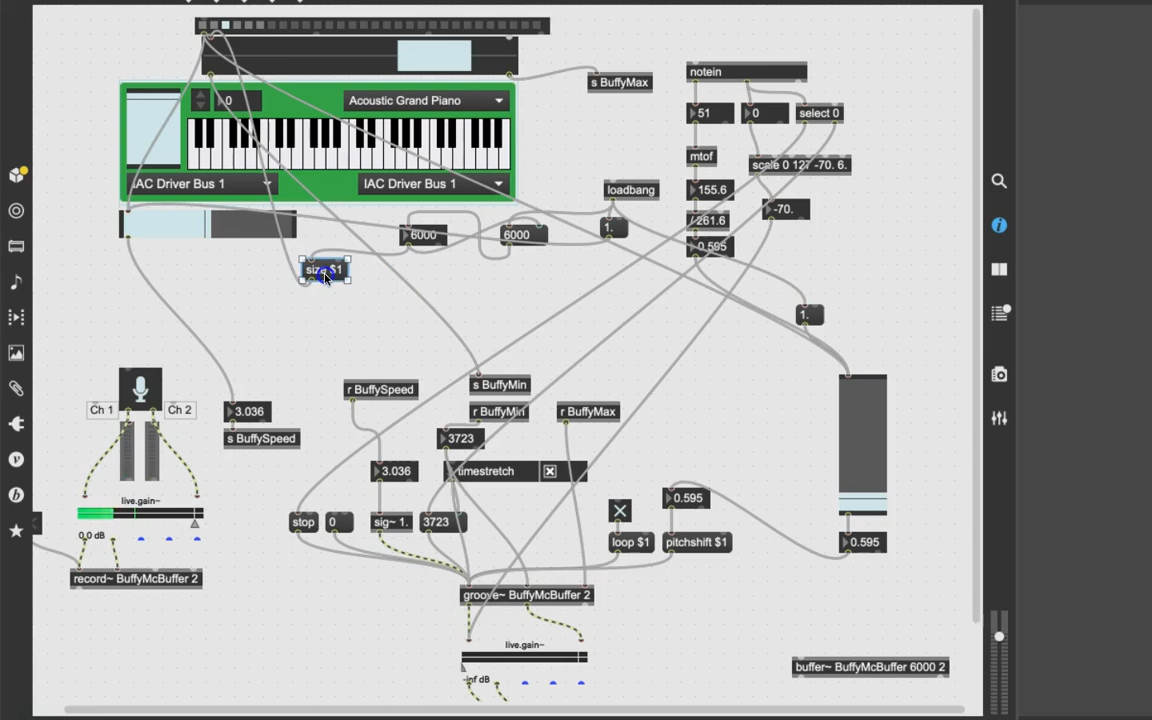 s BuffyMax
notein
0
Acoustic Grand Piano
51
0
select 0
mtof
scale 0 127 -70. 6.
IAC Driver Bus 1
IAC Driver Bus 1
loadbang
155.6
-70.
/ 261.6
1.
6000
6000
0.595
size $1
1.
s BuffyMin
r BuffySpeed
Ch 1
Ch 2
3.036
r BuffyMin
r BuffyMax
s BuffySpeed
3723
3.036
timestretch
0.595
live.gain~
stop
0
sig~ 1.
3723
0.0 dB
loop $1
pitchshift $1
0.595
record~ BuffyMcBuffer 2
groove~ BuffyMcBuffer 2
live.gain~
buffer~ BuffyMcBuffer 6000 2
-inf dB